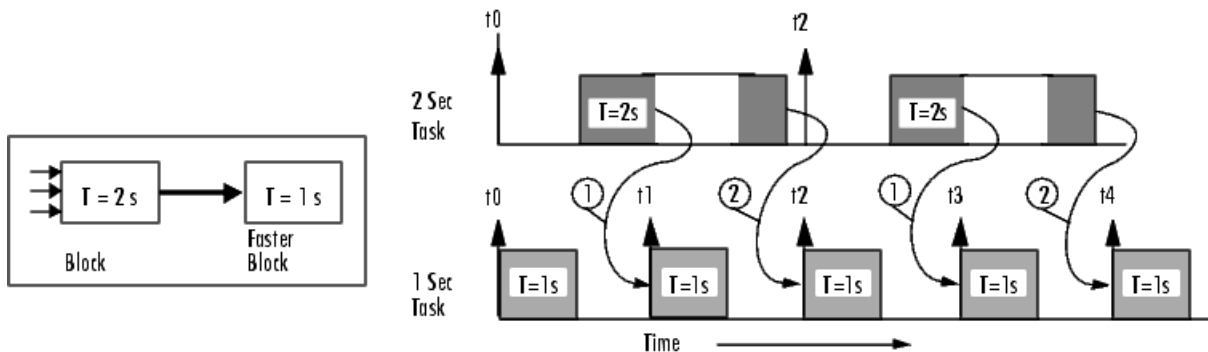 T = 2 s
T = 1 s
Block
Faster
Block
t0
t2
2 Sec
Task
T=2s
T=2s
1
2
1
2
t0
t1
t2
t3
t4
1 Sec
Task
T=1s
T=1s
T=1s
T=1s
T=1s
Time